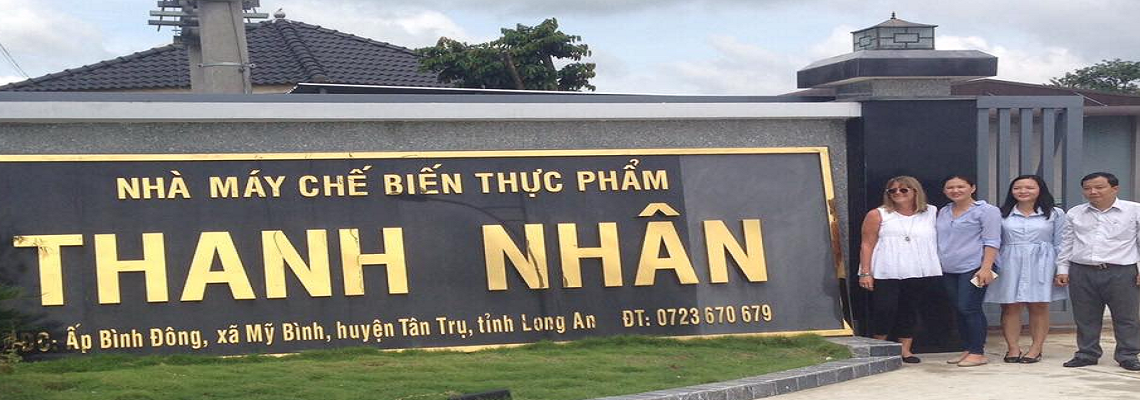 NHÀ MÁY CHẾ BIẾN THỰC PHẨM
THANH NHÂN
Ấp Bình Đông, xã Mỹ Bình, huyện Tân Trụ, tỉnh Long An ĐT: 0723 670 679